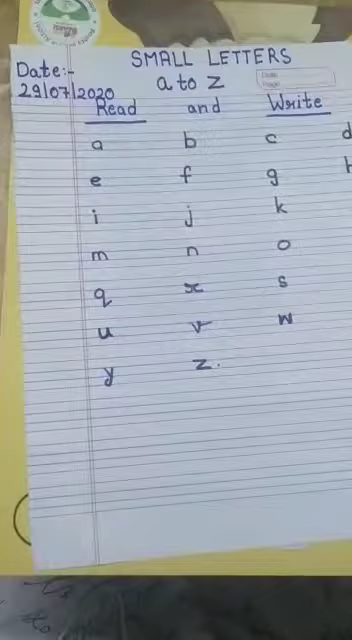 SMALL LETTERS
Date:- a to z
29/07/2020
Read and Write
a b c d
e f g h
i j k
m n o
q x s
u v w
y z.